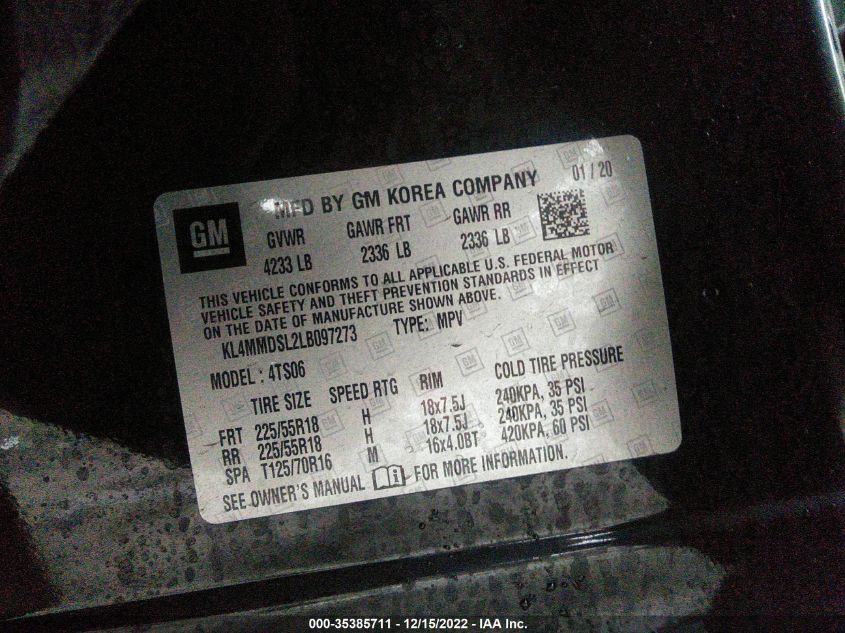 MFD BY GM KOREA COMPANY 01 / 20
GM
GVWR GAWR FRT GAWR RR
4233 LB 2336 LB 2336 LB
THIS VEHICLE CONFORMS TO ALL APPLICABLE U.S. FEDERAL MOTOR
VEHICLE SAFETY AND THEFT PREVENTION STANDARDS IN EFFECT
ON THE DATE OF MANUFACTURE SHOWN ABOVE.
KL4MMDSL2LB097273 TYPE: MPV
MODEL : 4TS06
TIRE SIZE SPEED RTG RIM COLD TIRE PRESSURE
FRT 225/55R18 H 18x7.5J 240KPA, 35 PSI
RR 225/55R18 H 18x7.5J 240KPA, 35 PSI
SPA T125/70R16 M 16x4.0BT 420KPA, 60 PSI
SEE OWNER'S MANUAL FOR MORE INFORMATION.
000-35385711 - 12/15/2022 - IAA Inc.